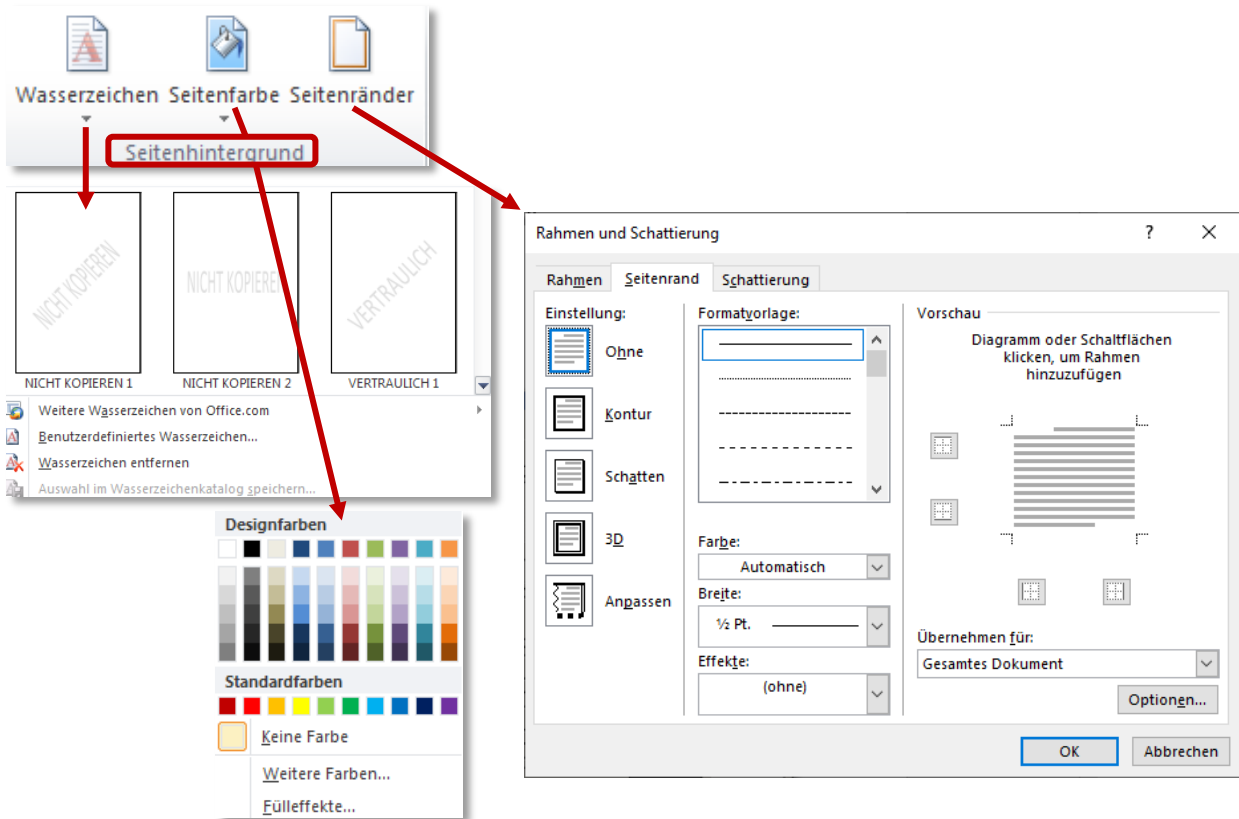 Wasserzeichen Seitenfarbe Seitenränder
Seitenhintergrund
NICHT KOPIEREN
NICHT KOPIEREN
VERTRAULICH
NICHT KOPIEREN 1
NICHT KOPIEREN 2
VERTRAULICH 1
Weitere Wasserzeichen von Office.com
Benutzerdefiniertes Wasserzeichen...
Wasserzeichen entfernen
Auswahl im Wasserzeichenkatalog speichern...
Designfarben
Standardfarben
Keine Farbe
Weitere Farben...
Fülleffekte...
Rahmen und Schattierung
?
Rahmen
Seitenrand
Schattierung
Einstellung:
Ohne
Kontur
Schatten
3D
Anpassen
Formatvorlage:
Farbe:
Automatisch
Breite:
½ Pt.
Effekte:
(ohne)
Vorschau
Diagramm oder Schaltflächen
klicken, um Rahmen
hinzuzufügen
Übernehmen für:
Gesamtes Dokument
Optionen...
OK
Abbrechen